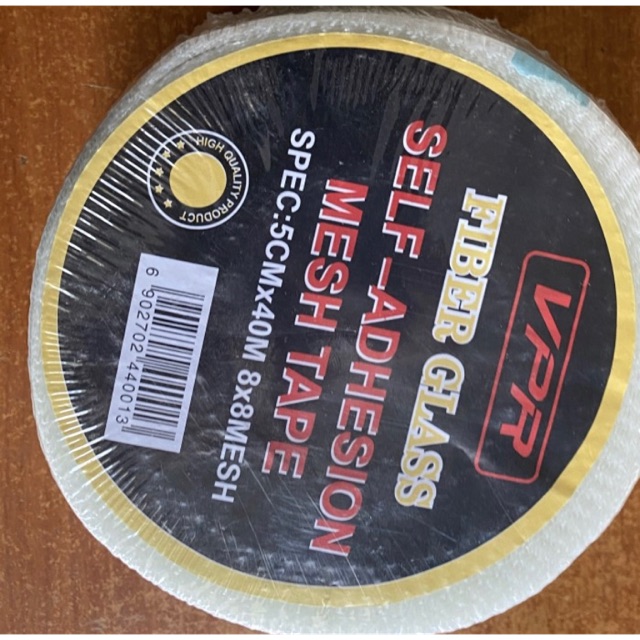 VPR
FIBER GLASS
SELF-ADHESION
MESH TAPE
SPEC:5CMx40M 8x8MESH
HIGH QUALITY
PRODUCT
6 902702 440013